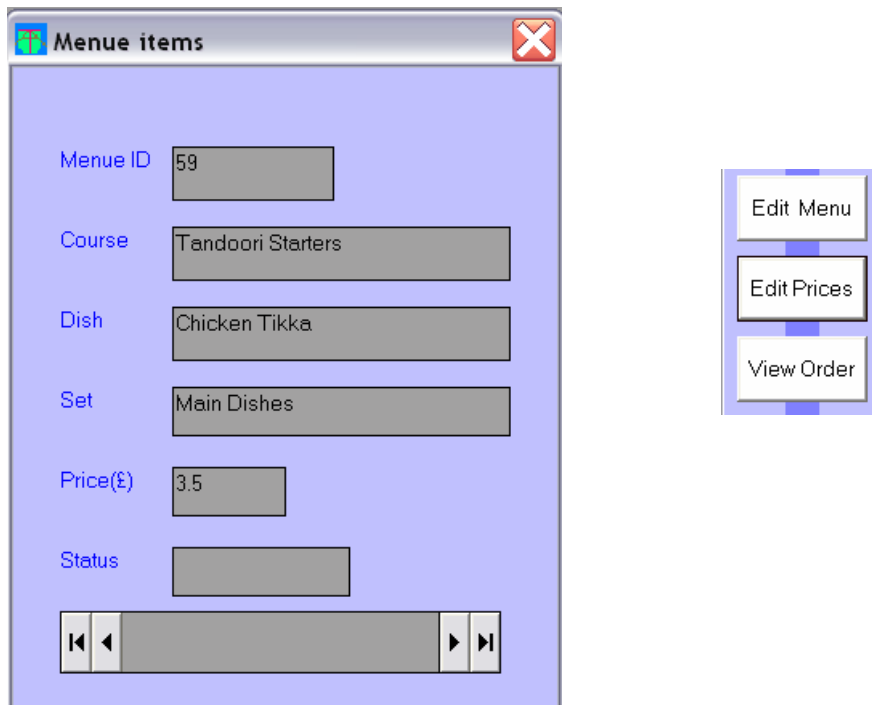 Menue items
Menue ID 59
Course Tandoori Starters
Dish Chicken Tikka
Set Main Dishes
Price(£) 3.5
Status
Edit Menu
Edit Prices
View Order